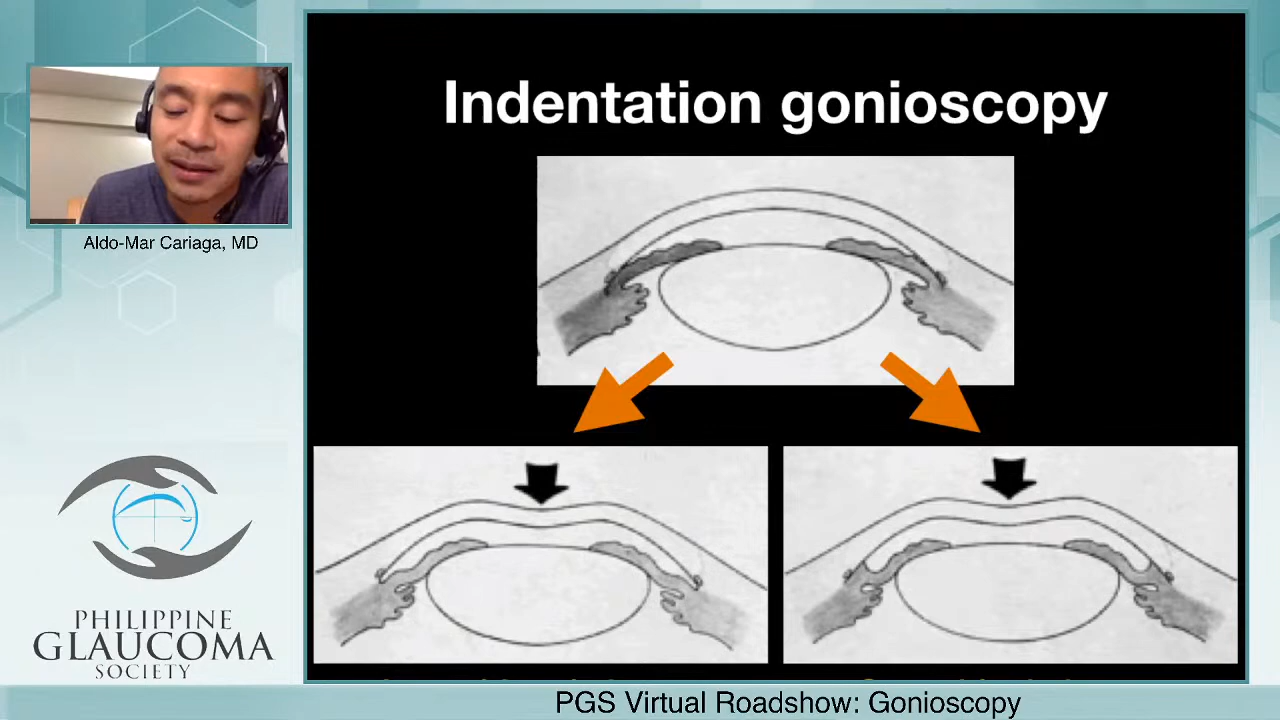 Indentation gonioscopy
Aldo-Mar Cariaga, MD
PHILIPPINE
GLAUCOMA
SOCIETY
PGS Virtual Roadshow: Gonioscopy